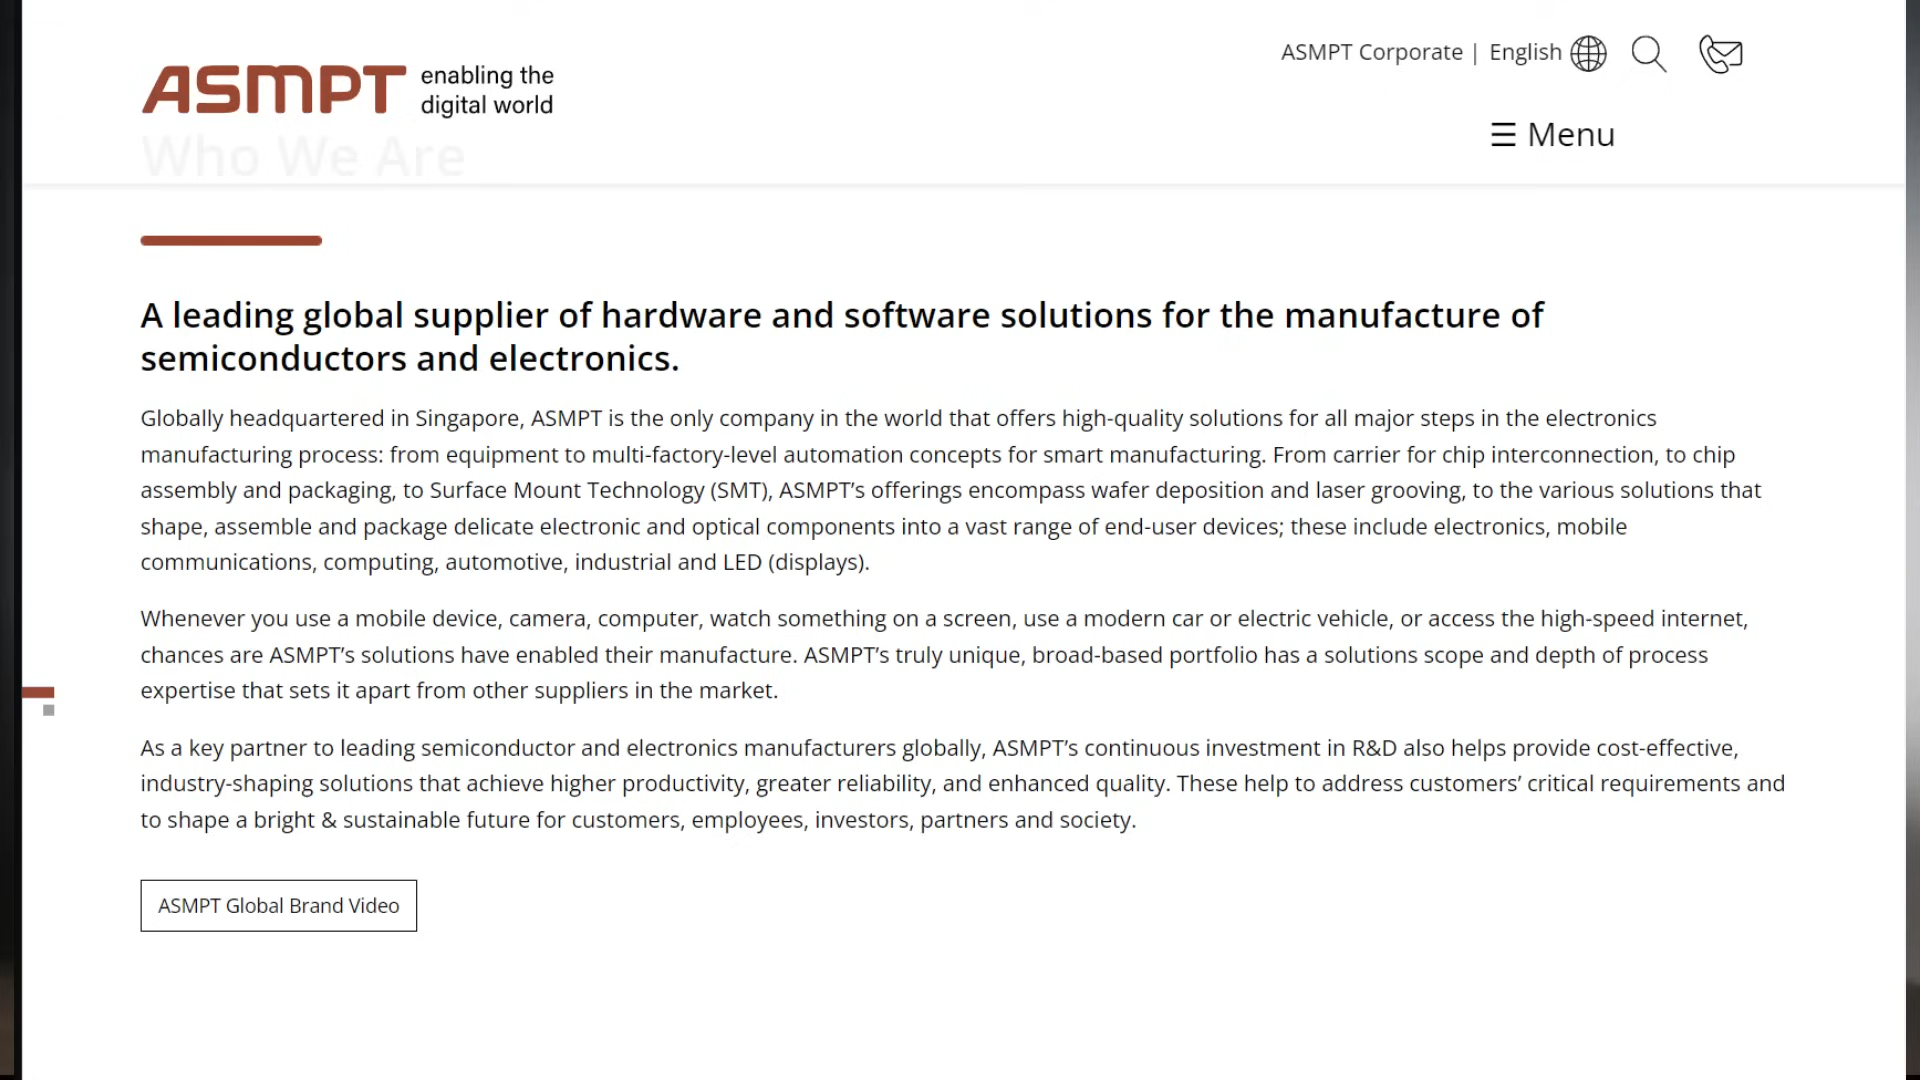 ASMPT enabling the
digital world
ASMPT Corporate | English
Menu
Who We Are
A leading global supplier of hardware and software solutions for the manufacture of
semiconductors and electronics.
Globally headquartered in Singapore, ASMPT is the only company in the world that offers high-quality solutions for all major steps in the electronics
manufacturing process: from equipment to multi-factory-level automation concepts for smart manufacturing. From carrier for chip interconnection, to chip
assembly and packaging, to Surface Mount Technology (SMT), ASMPT’s offerings encompass wafer deposition and laser grooving, to the various solutions that
shape, assemble and package delicate electronic and optical components into a vast range of end-user devices; these include electronics, mobile
communications, computing, automotive, industrial and LED (displays).
Whenever you use a mobile device, camera, computer, watch something on a screen, use a modern car or electric vehicle, or access the high-speed internet,
chances are ASMPT’s solutions have enabled their manufacture. ASMPT’s truly unique, broad-based portfolio has a solutions scope and depth of process
expertise that sets it apart from other suppliers in the market.
As a key partner to leading semiconductor and electronics manufacturers globally, ASMPT’s continuous investment in R&D also helps provide cost-effective,
industry-shaping solutions that achieve higher productivity, greater reliability, and enhanced quality. These help to address customers’ critical requirements and
to shape a bright & sustainable future for customers, employees, investors, partners and society.
ASMPT Global Brand Video